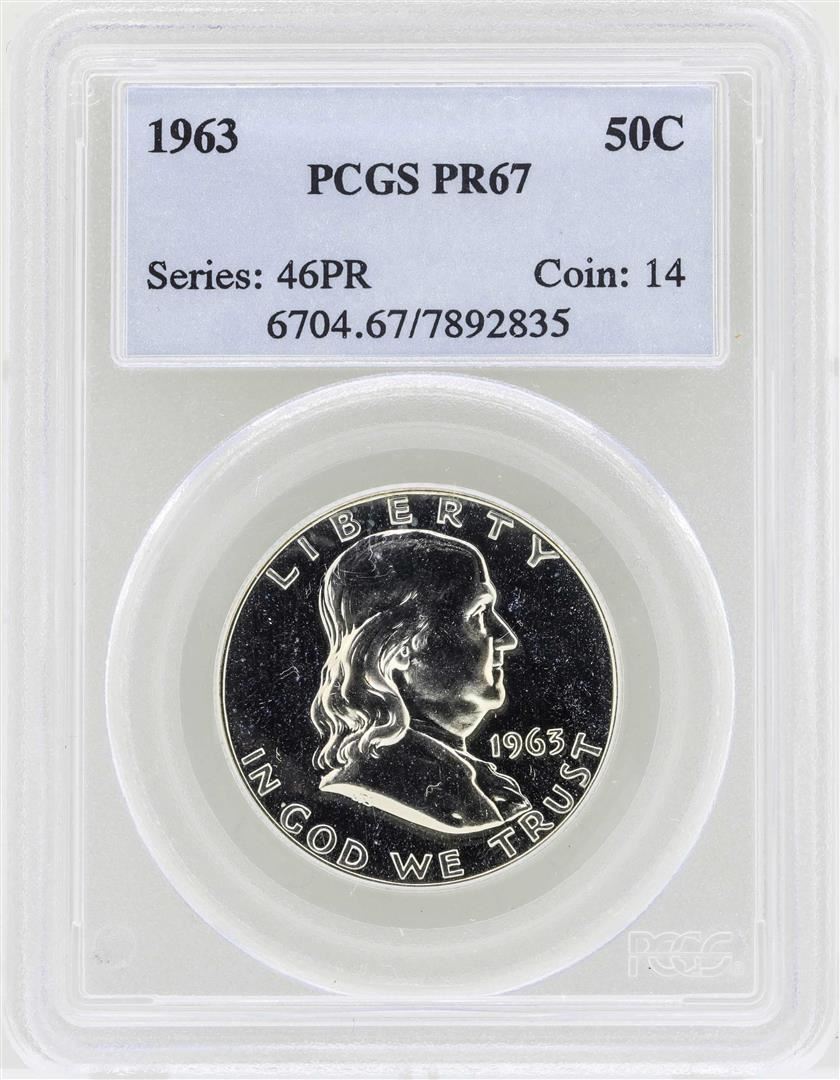 1963 50C
PCGS PR67
Series: 46PR Coin: 14
6704.67/7892835
LIBERTY
1963
IN GOD WE TRUST
PCGS®